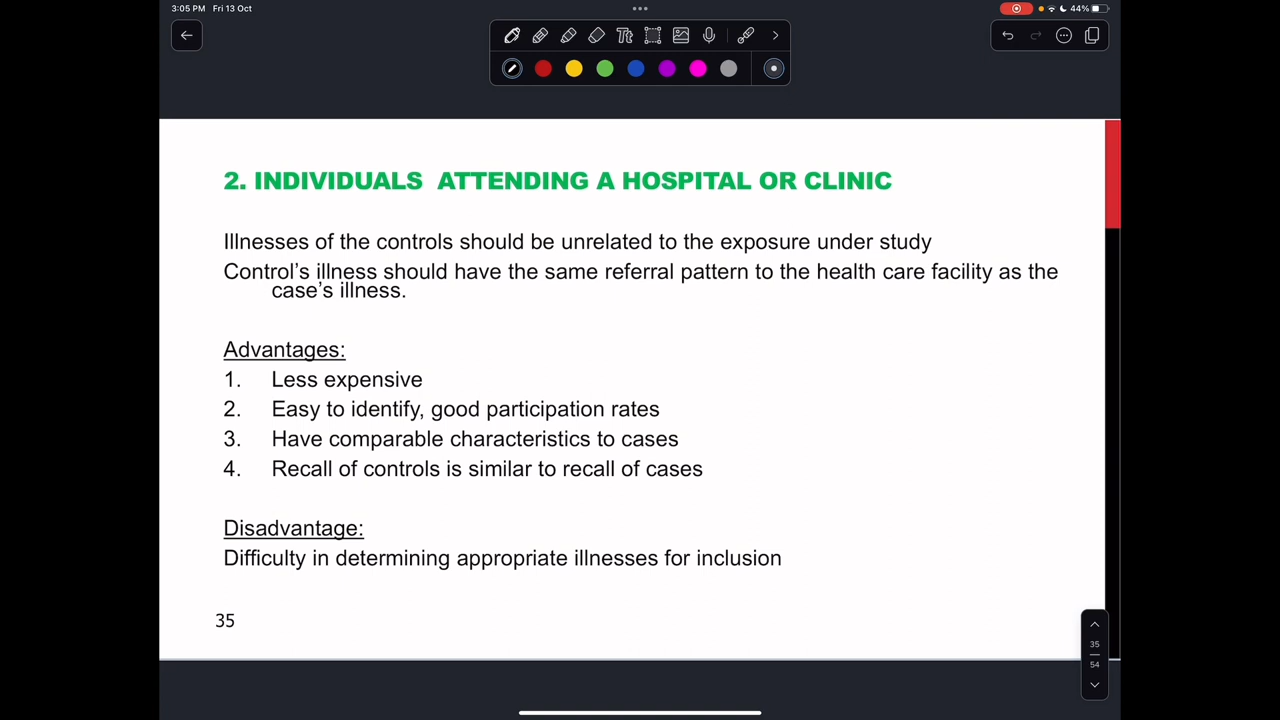 3:05 PM Fri 13 Oct
44%
2. INDIVIDUALS ATTENDING A HOSPITAL OR CLINIC
Illnesses of the controls should be unrelated to the exposure under study
Control's illness should have the same referral pattern to the health care facility as the
case's illness.
Advantages:
1. Less expensive
2. Easy to identify, good participation rates
3. Have comparable characteristics to cases
4. Recall of controls is similar to recall of cases
Disadvantage:
Difficulty in determining appropriate illnesses for inclusion
35
35
54